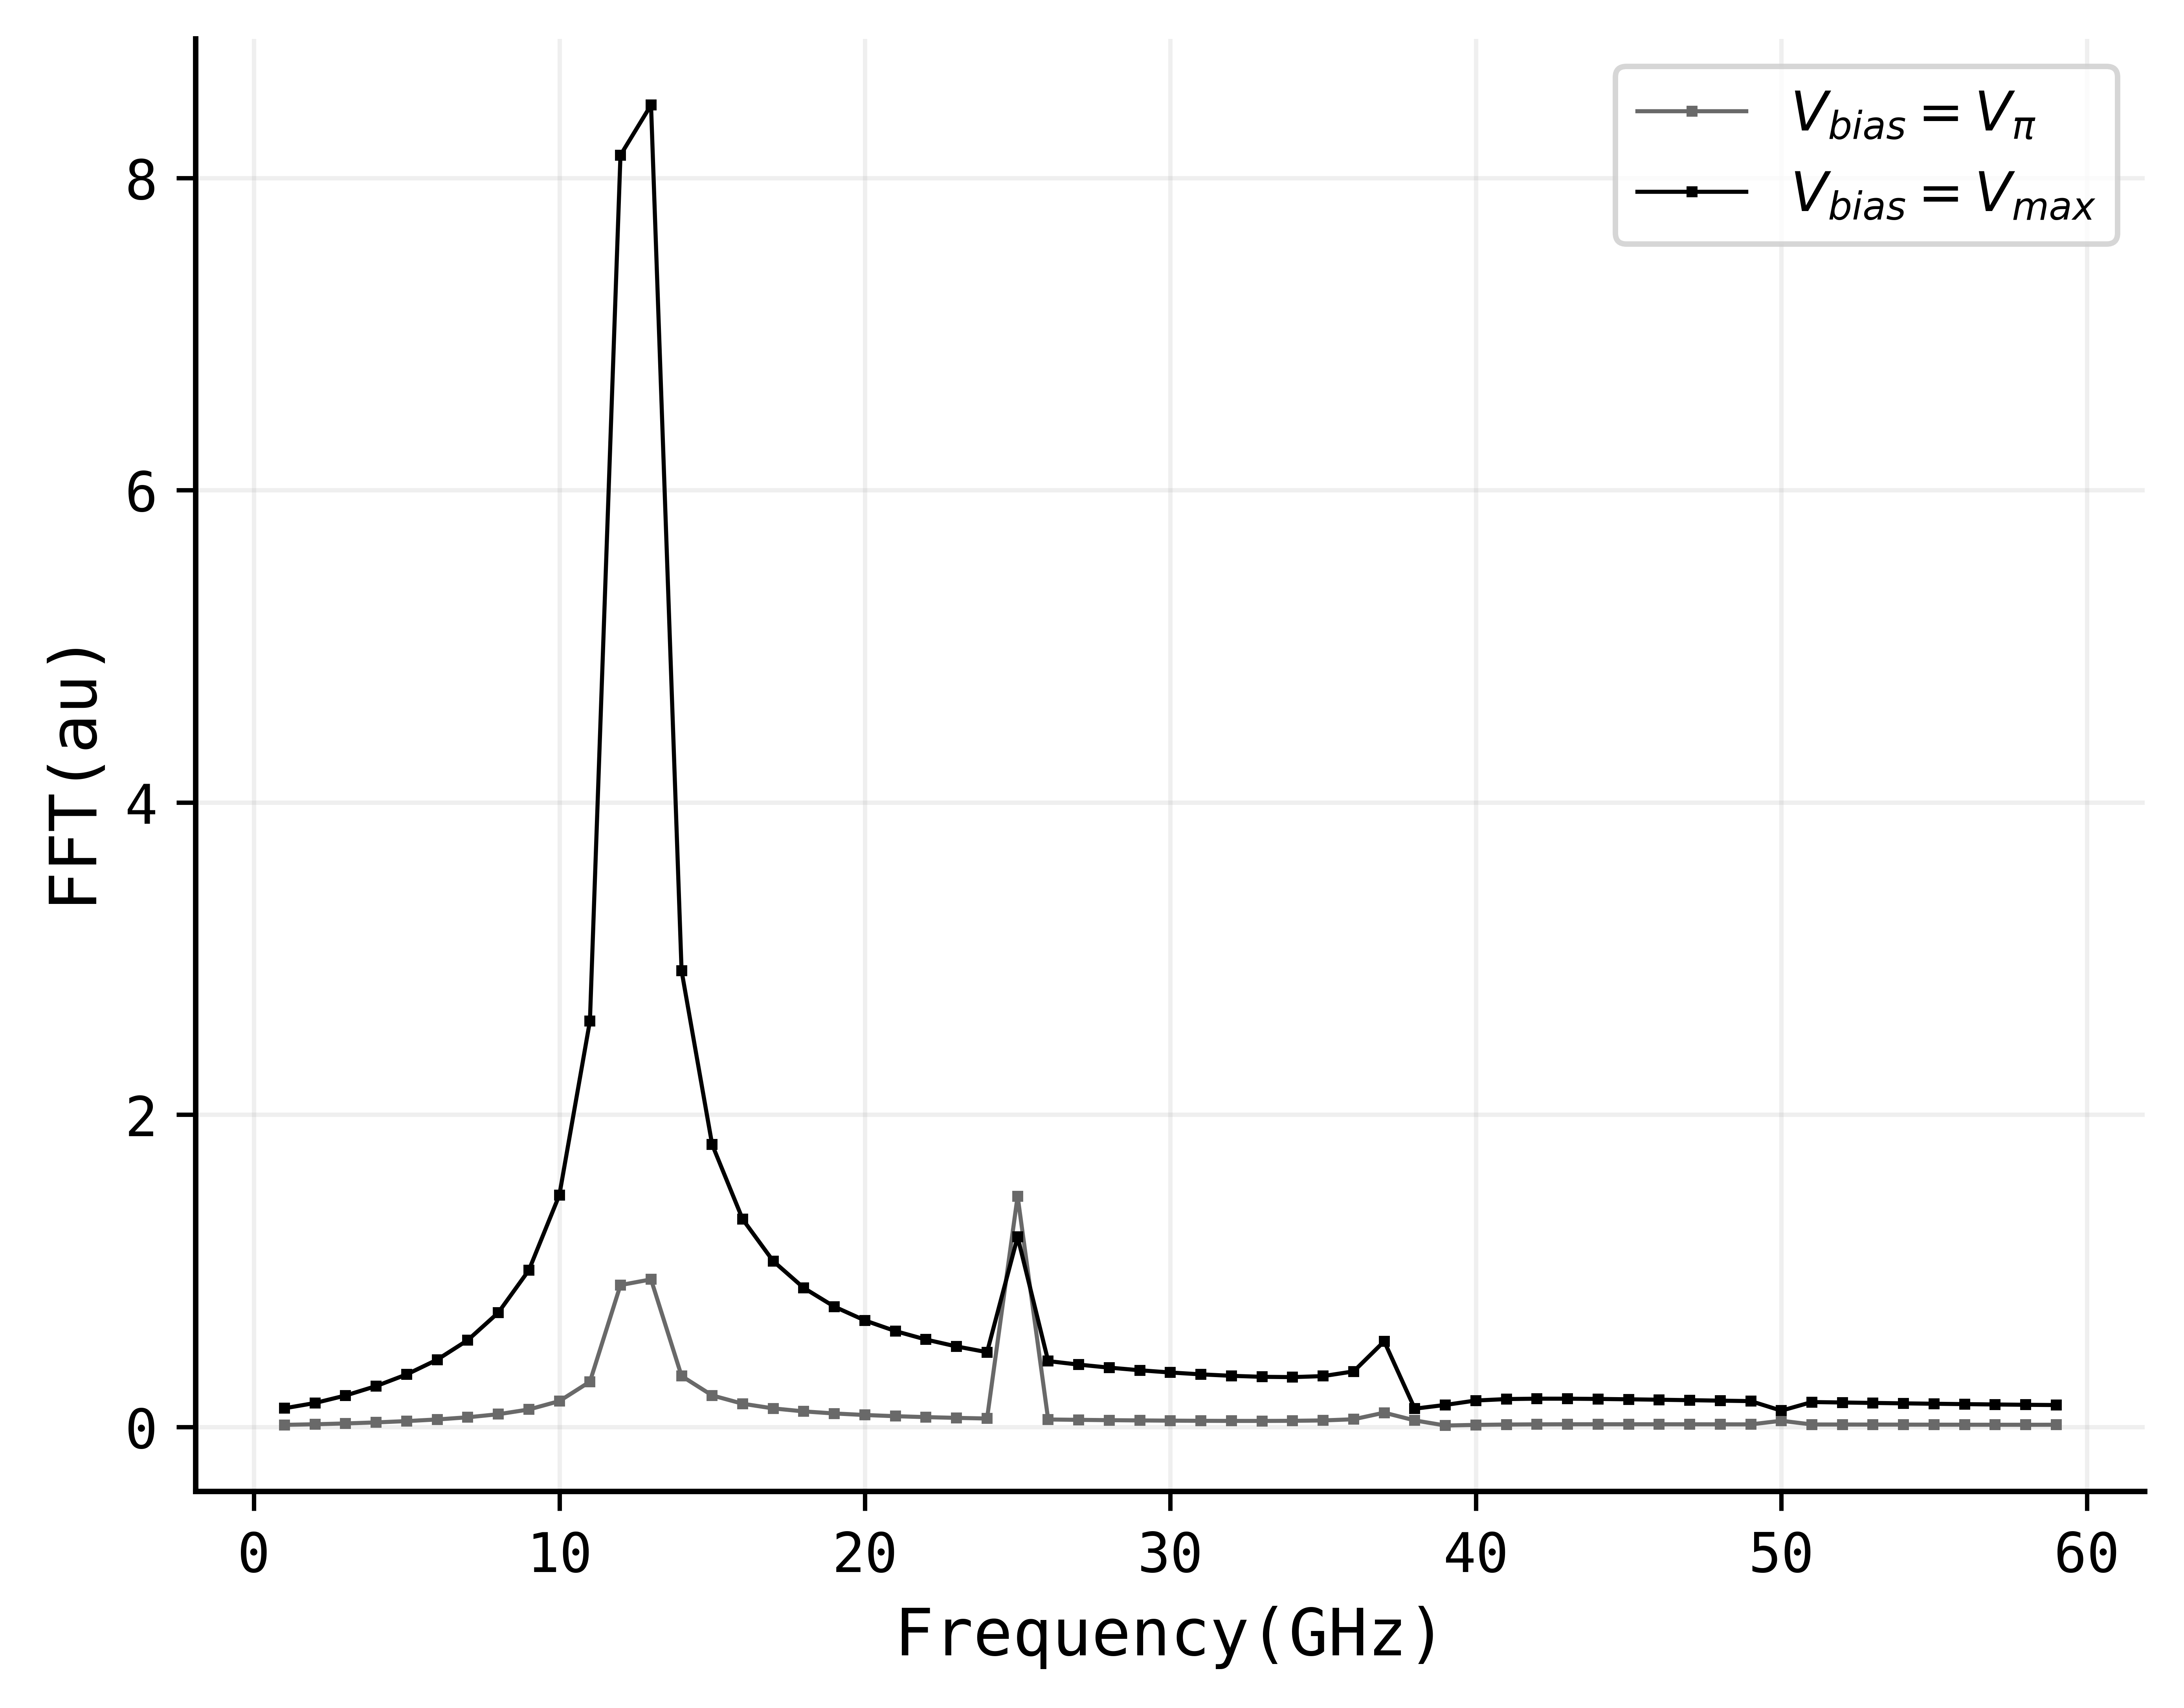 V_bias = V_π
V_bias = V_max
8
6
4
2
0
FFT(au)
0 10 20 30 40 50 60
Frequency(GHz)